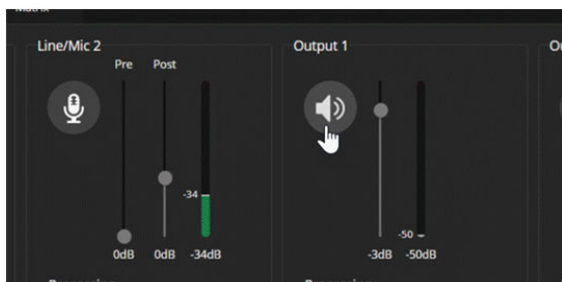 Matrix
Line/Mic 2
Pre Post
-34
0dB 0dB -34dB
Output 1
-50
-3dB -50dB